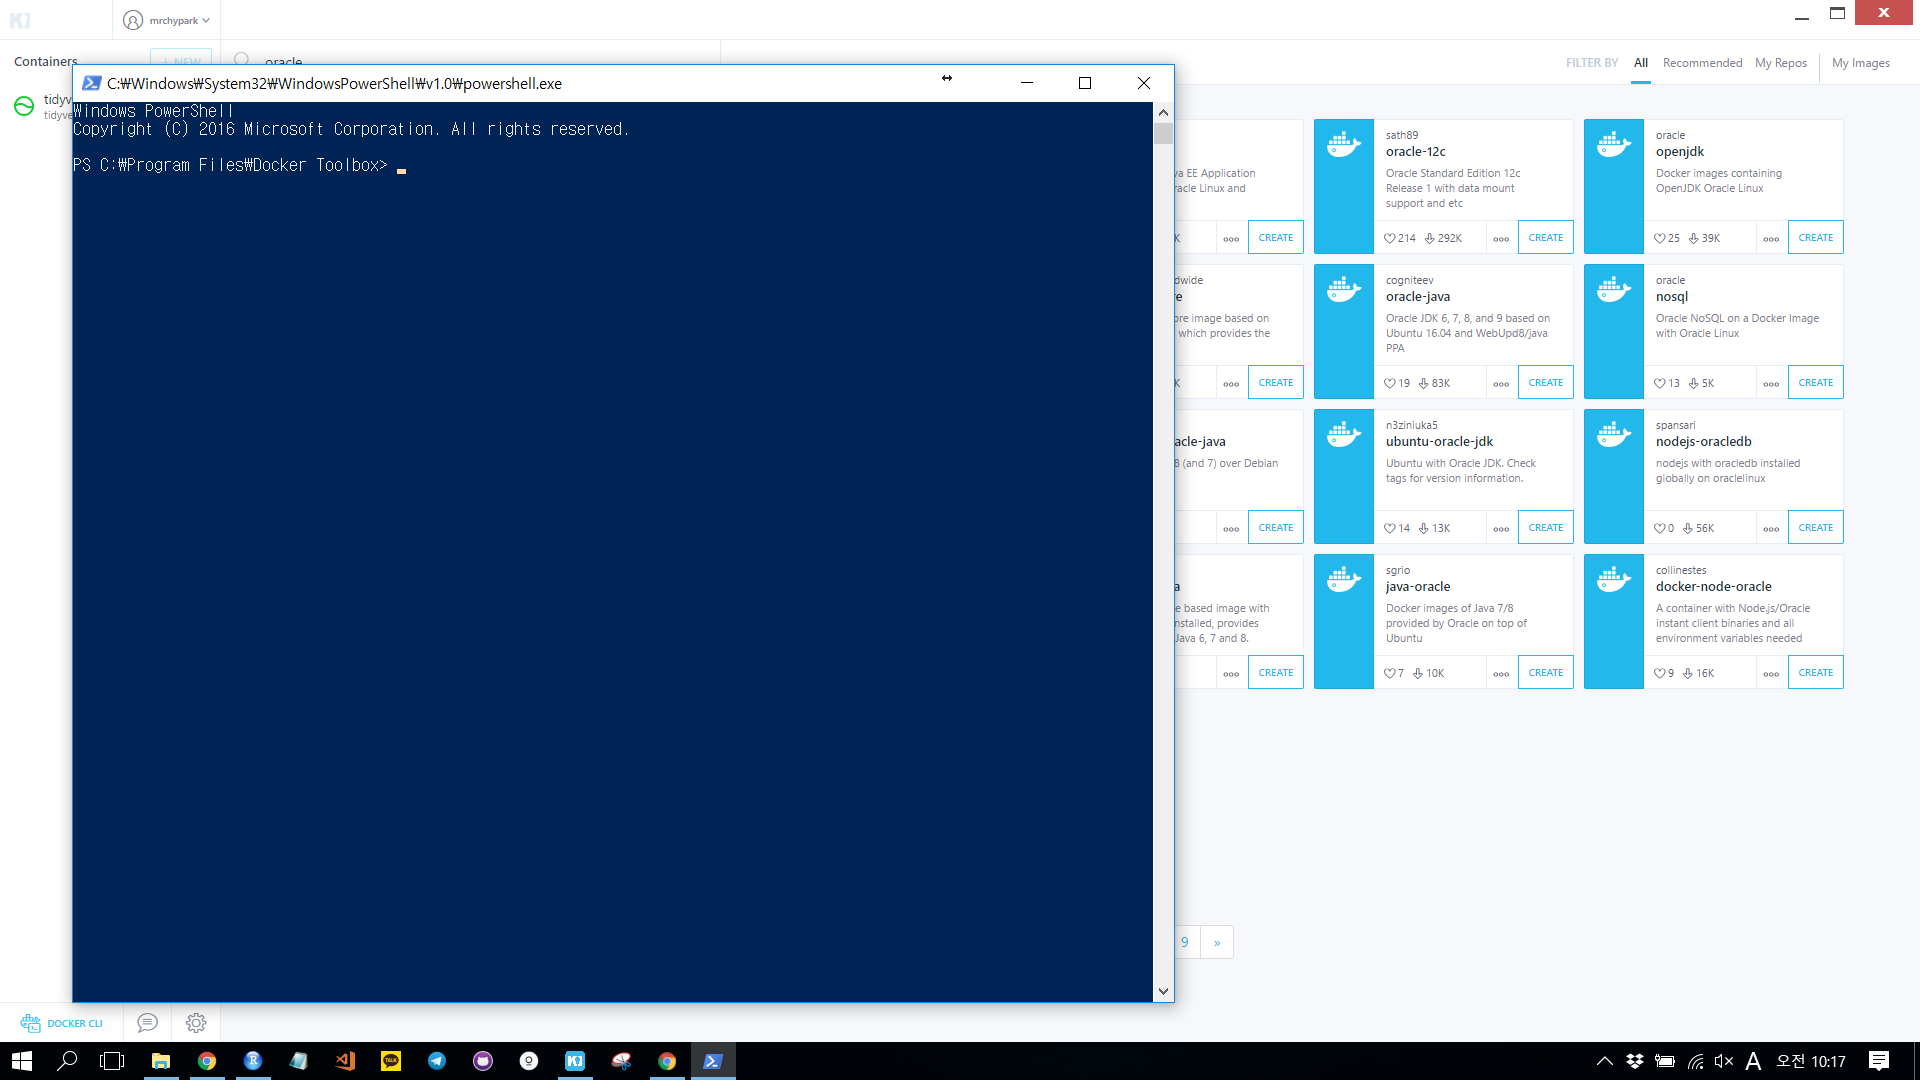 mrchypark
Containers
+ NEW
oracle
FILTER BY
All
Recommended
My Repos
My Images
C:₩Windows₩System32₩WindowsPowerShell₩v1.0₩powershell.exe
Windows PowerShell
Copyright (C) 2016 Microsoft Corporation. All rights reserved.
PS C:₩Program Files₩Docker Toolbox>
tidyv
tidyve
va EE Application
racle Linux and
K
CREATE
sath89
oracle-12c
Oracle Standard Edition 12c
Release 1 with data mount
support and etc
214 292K
CREATE
oracle
openjdk
Docker images containing
OpenJDK Oracle Linux
25 39K
CREATE
dwide
re
ore image based on
which provides the
K
CREATE
cogniteev
oracle-java
Oracle JDK 6, 7, 8, and 9 based on
Ubuntu 16.04 and WebUpd8/java
PPA
19 83K
CREATE
oracle
nosql
Oracle NoSQL on a Docker Image
with Oracle Linux
13 5K
CREATE
acle-java
8 (and 7) over Debian
CREATE
n3ziniuka5
ubuntu-oracle-jdk
Ubuntu with Oracle JDK. Check
tags for version information.
14 13K
CREATE
spansari
nodejs-oracledb
nodejs with oracledb installed
globally on oraclelinux
0 56K
CREATE
a
e based image with
nstalled, provides
Java 6, 7 and 8.
CREATE
sgrio
java-oracle
Docker images of Java 7/8
provided by Oracle on top of
Ubuntu
7 10K
CREATE
collinestes
docker-node-oracle
A container with Node.js/Oracle
instant client binaries and all
environment variables needed
9 16K
CREATE
9 »
DOCKER CLI
TALK
A
오전 10:17